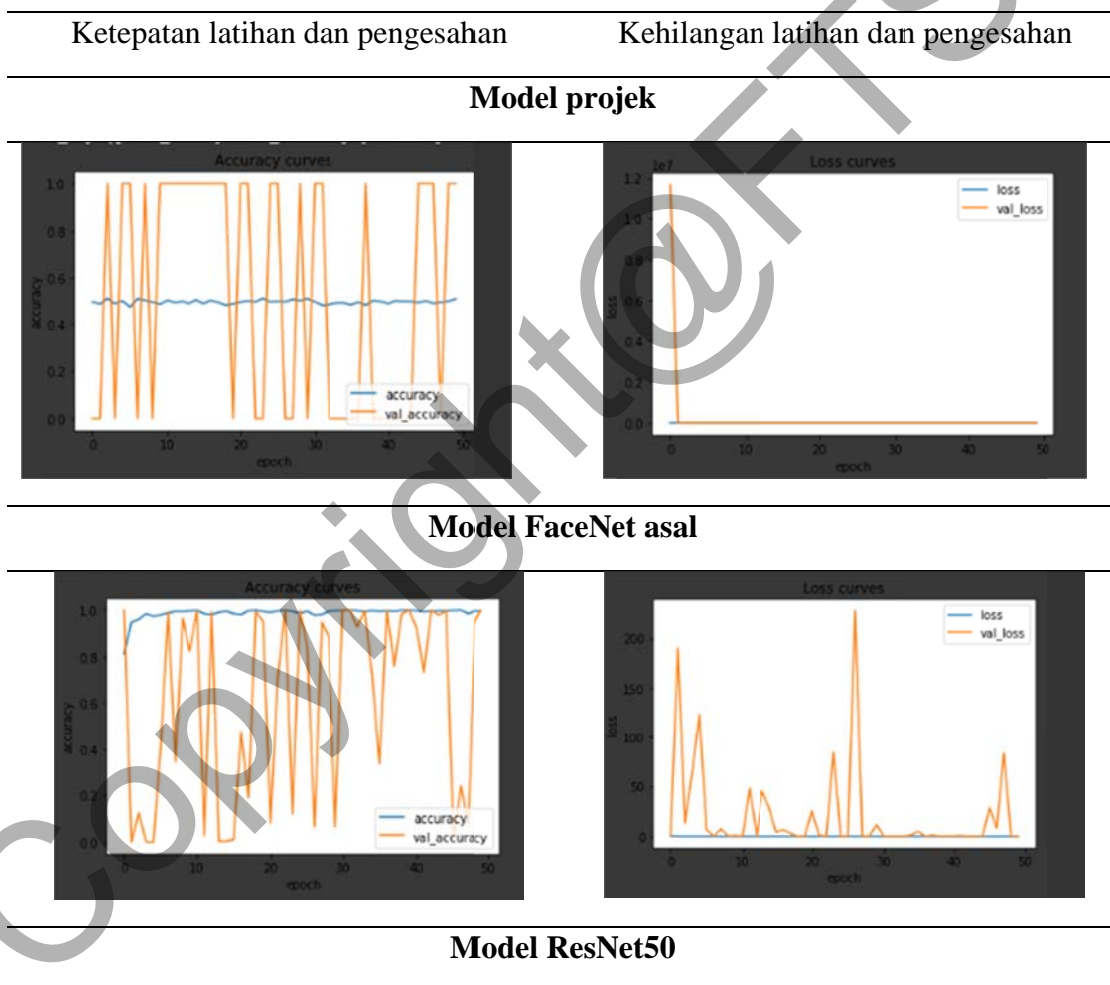 Ketepatan latihan dan pengesahan
Kehilangan latihan dan pengesahan
Model projek
Accuracy curves
1.0
0.8
0.6
0.4
0.2
0.0
accuracy
0 10 20 30 40 50
epoch
accuracy
val_accuracy
Loss curves
1e7
1.2
1.0
0.8
0.6
0.4
0.2
0.0
loss
0 10 20 30 40 50
epoch
loss
val_loss
Model FaceNet asal
Accuracy curves
1.0
0.8
0.6
0.4
0.2
0.0
accuracy
0 10 20 30 40 50
epoch
accuracy
val_accuracy
Loss curves
200
150
100
50
0
loss
0 10 20 30 40 50
epoch
loss
val_loss
Model ResNet50
Copyright@FTS